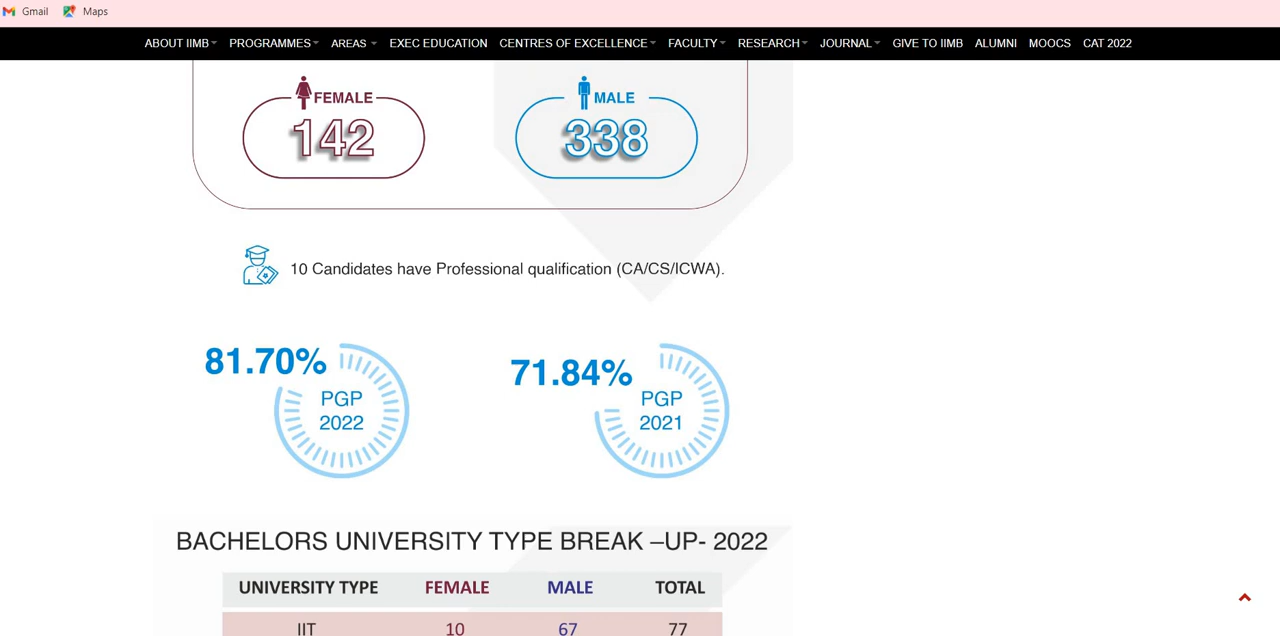 Gmail Maps
ABOUT IIMB PROGRAMMES AREAS EXEC EDUCATION CENTRES OF EXCELLENCE FACULTY RESEARCH JOURNAL GIVE TO IIMB ALUMNI MOOCS CAT 2022
FEMALE MALE
142 338
10 Candidates have Professional qualification (CA/CS/ICWA).
81.70% 71.84%
PGP PGP
2022 2021
BACHELORS UNIVERSITY TYPE BREAK –UP- 2022
UNIVERSITY TYPE FEMALE MALE TOTAL
IIT 10 67 77